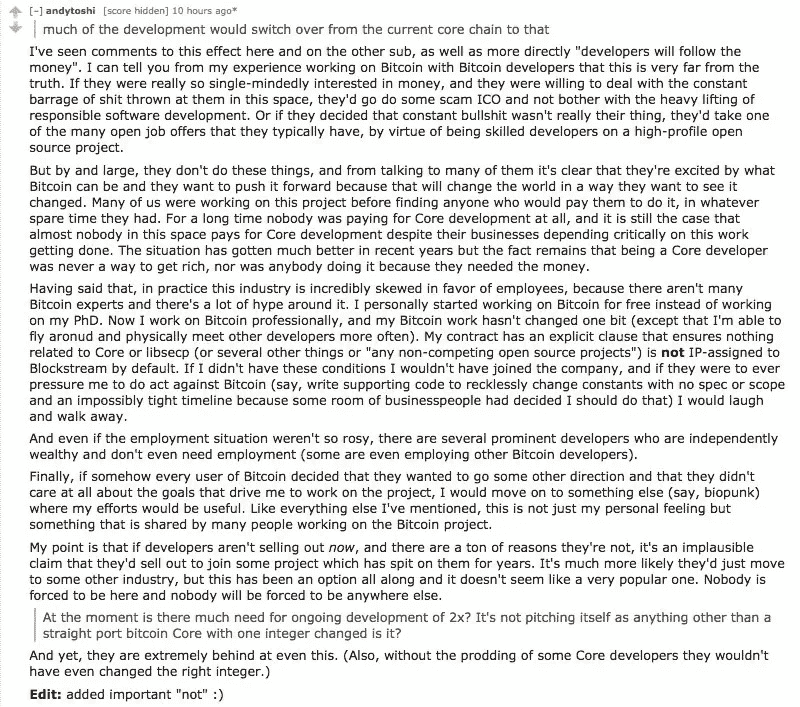 [-] andytoshi [score hidden] 10 hours ago*
much of the development would switch over from the current core chain to that
I've seen comments to this effect here and on the other sub, as well as more directly "developers will follow the
money". I can tell you from my experience working on Bitcoin with Bitcoin developers that this is very far from the
truth. If they were really so single-mindedly interested in money, and they were willing to deal with the constant
barrage of shit thrown at them in this space, they'd go do some scam ICO and not bother with the heavy lifting of
responsible software development. Or if they decided that constant bullshit wasn't really their thing, they'd take one
of the many open job offers that they typically have, by virtue of being skilled developers on a high-profile open
source project.
But by and large, they don't do these things, and from talking to many of them it's clear that they're excited by what
Bitcoin can be and they want to push it forward because that will change the world in a way they want to see it
changed. Many of us were working on this project before finding anyone who would pay them to do it, in whatever
spare time they had. For a long time nobody was paying for Core development at all, and it is still the case that
almost nobody in this space pays for Core development despite their businesses depending critically on this work
getting done. The situation has gotten much better in recent years but the fact remains that being a Core developer
was never a way to get rich, nor was anybody doing it because they needed the money.
Having said that, in practice this industry is incredibly skewed in favor of employees, because there aren't many
Bitcoin experts and there's a lot of hype around it. I personally started working on Bitcoin for free instead of working
on my PhD. Now I work on Bitcoin professionally, and my Bitcoin work hasn't changed one bit (except that I'm able to
fly aronud and physically meet other developers more often). My contract has an explicit clause that ensures nothing
related to Core or libsecp (or several other things or "any non-competing open source projects") is not IP-assigned to
Blockstream by default. If I didn't have these conditions I wouldn't have joined the company, and if they were to ever
pressure me to do act against Bitcoin (say, write supporting code to recklessly change constants with no spec or scope
and an impossibly tight timeline because some room of businesspeople had decided I should do that) I would laugh
and walk away.
And even if the employment situation weren't so rosy, there are several prominent developers who are independently
wealthy and don't even need employment (some are even employing other Bitcoin developers).
Finally, if somehow every user of Bitcoin decided that they wanted to go some other direction and that they didn't
care at all about the goals that drive me to work on the project, I would move on to something else (say, biopunk)
where my efforts would be useful. Like everything else I've mentioned, this is not just my personal feeling but
something that is shared by many people working on the Bitcoin project.
My point is that if developers aren't selling out now, and there are a ton of reasons they're not, it's an implausible
claim that they'd sell out to join some project which has spit on them for years. It's much more likely they'd just move
to some other industry, but this has been an option all along and it doesn't seem like a very popular one. Nobody is
forced to be here and nobody will be forced to be anywhere else.
At the moment is there much need for ongoing development of 2x? It's not pitching itself as anything other than a
straight port bitcoin Core with one integer changed is it?
And yet, they are extremely behind at even this. (Also, without the prodding of some Core developers they wouldn't
have even changed the right integer.)
Edit: added important "not" :)